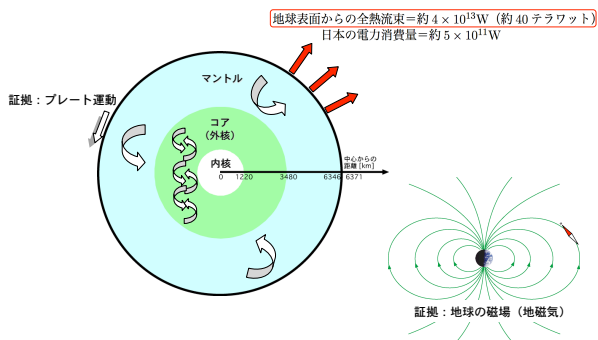 地球表面からの全熱流束＝約 4 × 10¹³W（約 40 テラワット）
日本の電力消費量＝約 5 × 10¹¹W
マントル
証拠：プレート運動
コア
（外核）
内核
中心からの
距離 [km]
0 1220 3480 6346 6371
証拠：地球の磁場（地磁気）